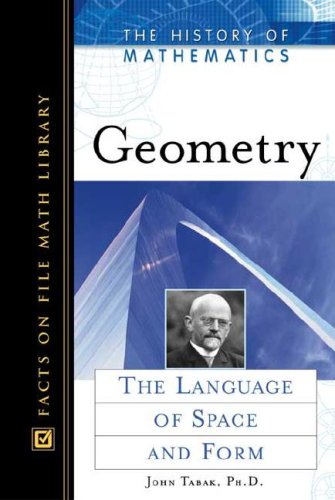 THE HISTORY OF
MATHEMATICS
Geometry
FACTS ON FILE MATH LIBRARY
THE LANGUAGE
OF SPACE
AND FORM
JOHN TABAK, PH.D.